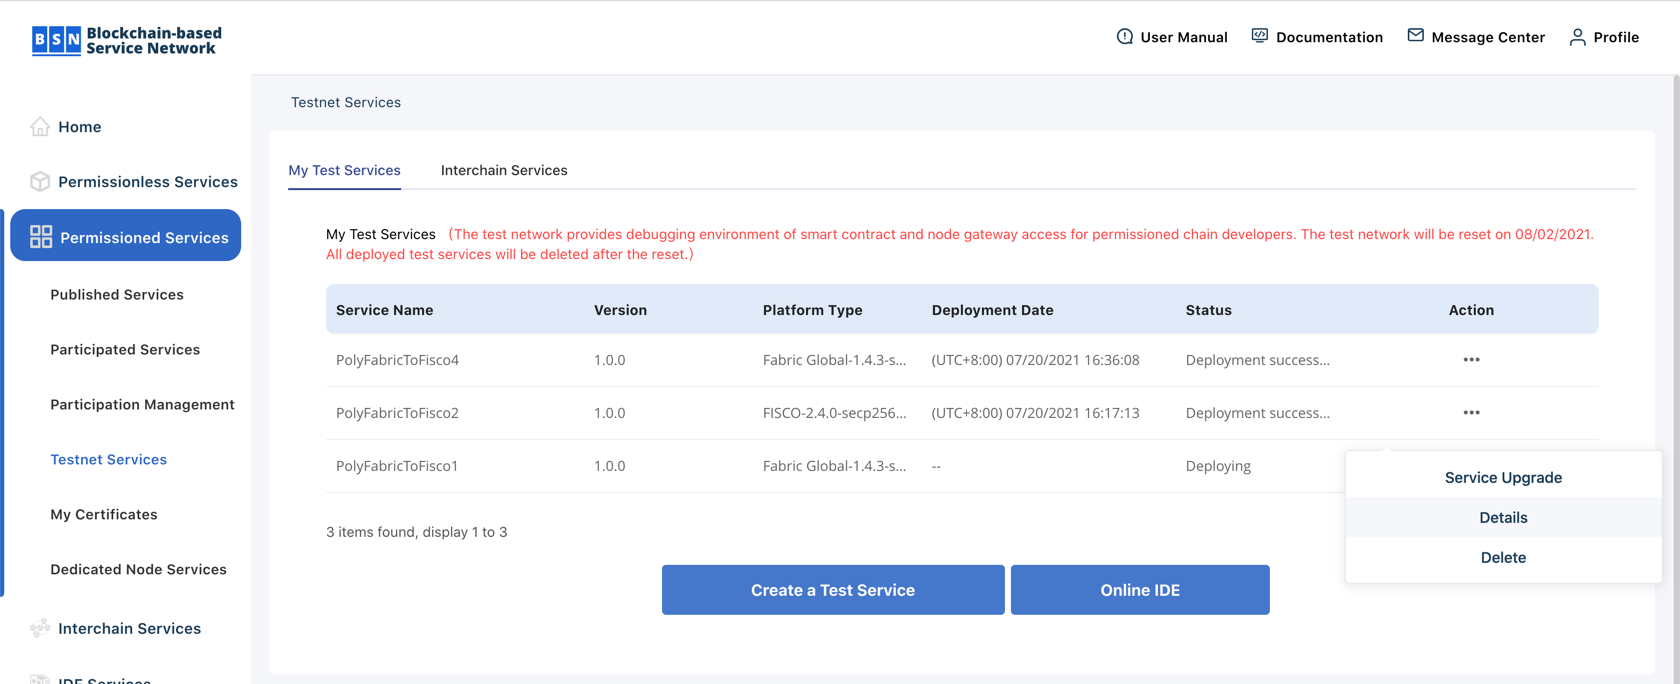 BSN Blockchain-based
Service Network
User Manual
Documentation
Message Center
Profile
Home
Permissionless Services
Permissioned Services
Published Services
Participated Services
Participation Management
Testnet Services
My Certificates
Dedicated Node Services
Interchain Services
IDE Services
Testnet Services
My Test Services Interchain Services
My Test Services (The test network provides debugging environment of smart contract and node gateway access for permissioned chain developers. The test network will be reset on 08/02/2021.
All deployed test services will be deleted after the reset.)
Service Name Version Platform Type Deployment Date Status Action
PolyFabricToFisco4 1.0.0 Fabric Global-1.4.3-s... (UTC+8:00) 07/20/2021 16:36:08 Deployment success... •••
PolyFabricToFisco2 1.0.0 FISCO-2.4.0-secp256... (UTC+8:00) 07/20/2021 16:17:13 Deployment success... •••
PolyFabricToFisco1 1.0.0 Fabric Global-1.4.3-s... -- Deploying
Service Upgrade
Details
Delete
3 items found, display 1 to 3
Create a Test Service
Online IDE